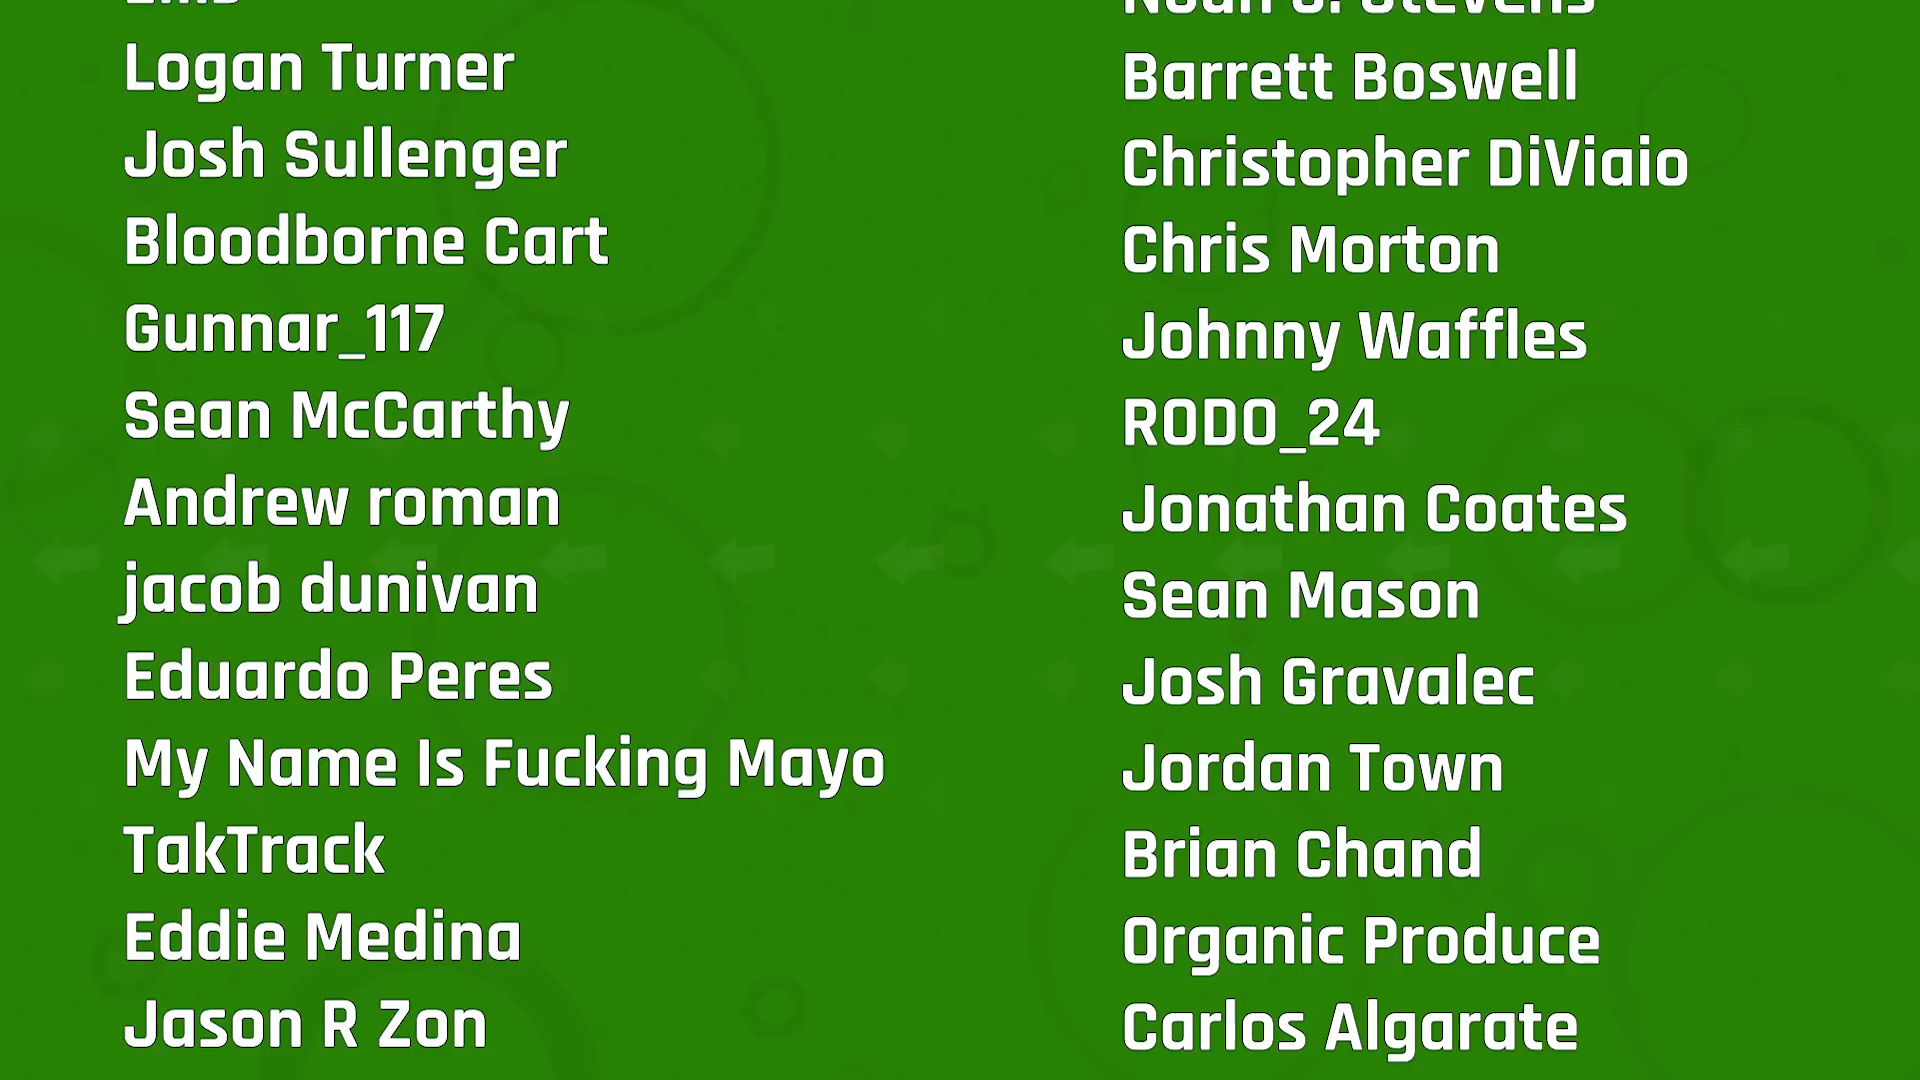 Logan Turner
Josh Sullenger
Bloodborne Cart
Gunnar_117
Sean McCarthy
Andrew roman
jacob dunivan
Eduardo Peres
My Name Is Fucking Mayo
TakTrack
Eddie Medina
Jason R Zon
Stevens
Barrett Boswell
Christopher DiViaio
Chris Morton
Johnny Waffles
RODO_24
Jonathan Coates
Sean Mason
Josh Gravalec
Jordan Town
Brian Chand
Organic Produce
Carlos Algarate